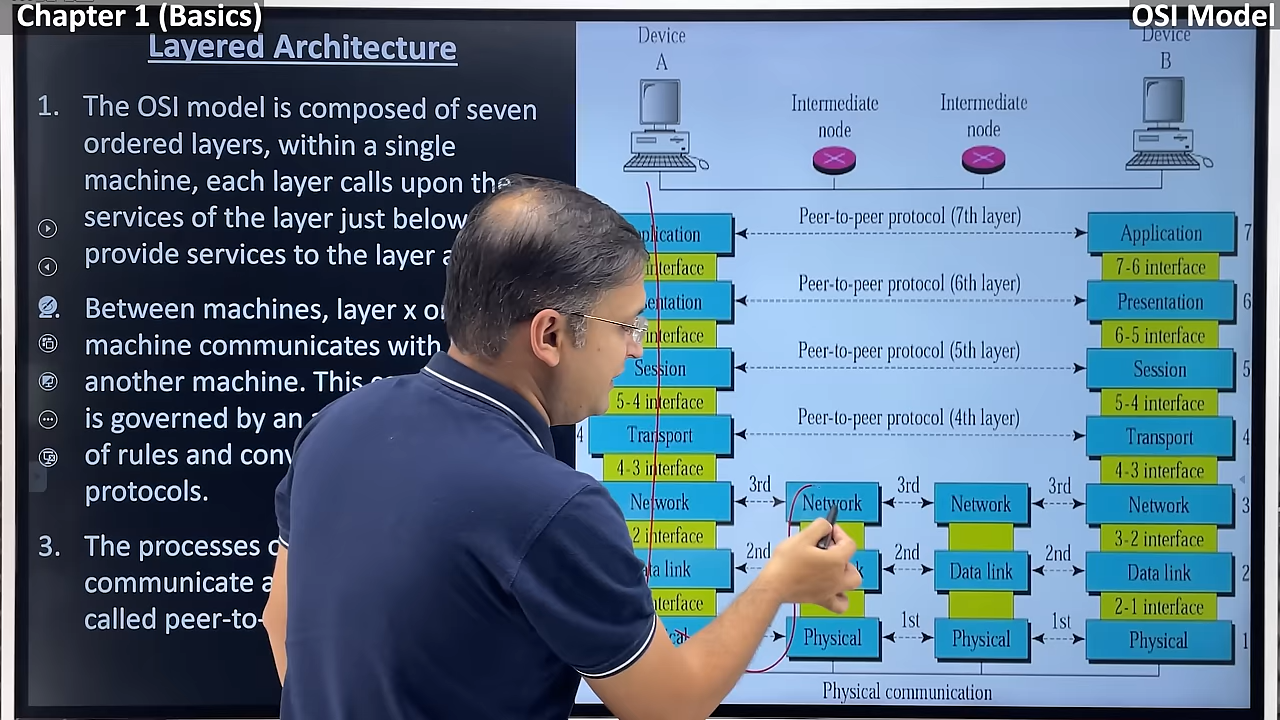 Chapter 1 (Basics)
OSI Model
Layered Architecture
1. The OSI model is composed of seven
ordered layers, within a single
machine, each layer calls upon the
services of the layer just below
provide services to the layer
Between machines, layer x
machine communicates with
another machine. This
is governed by an
of rules and
protocols.
3. The processes
communicate
called peer-to-
Device
A
Intermediate
node
Intermediate
node
Device
B
Peer-to-peer protocol (7th layer)
Application
7
interface
7-6 interface
Peer-to-peer protocol (6th layer)
Presentation
6
interface
6-5 interface
Peer-to-peer protocol (5th layer)
Session
Session
5
5-4 interface
5-4 interface
Peer-to-peer protocol (4th layer)
4
Transport
Transport
4
4-3 interface
4-3 interface
Network
3rd
Network
3rd
Network
3rd
Network
3
2 interface
3-2 interface
link
2nd
2nd
Data link
2nd
Data link
2
2-1 interface
Physical
1st
Physical
1st
Physical
1
Physical communication